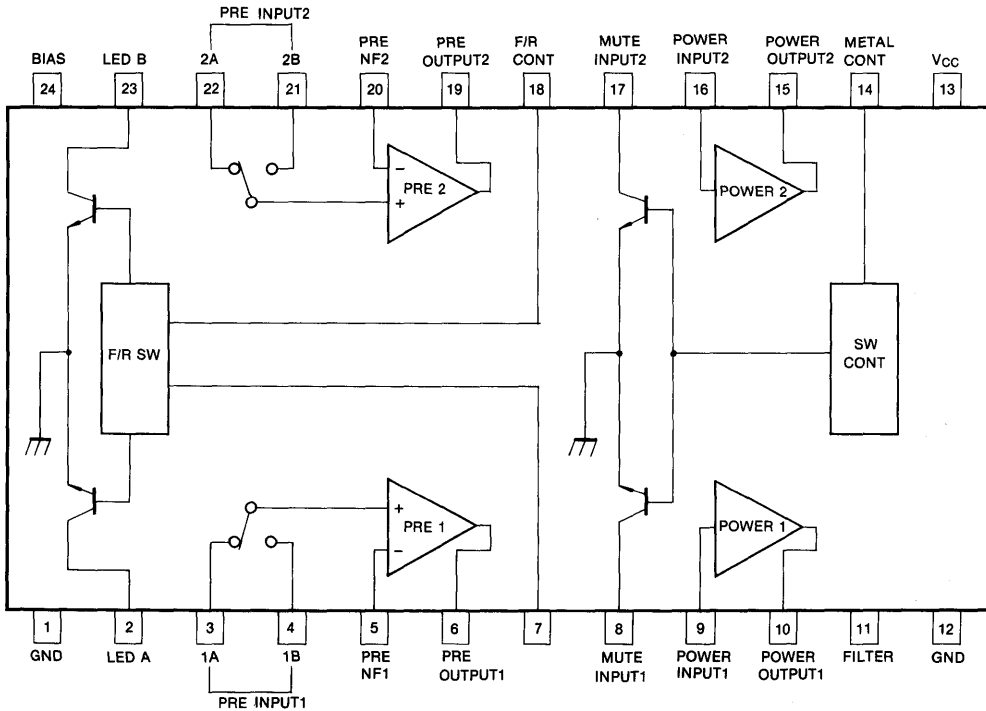 PRE INPUT2
BIAS
LED B
2A
2B
PRE
NF2
PRE
OUTPUT2
F/R
CONT
MUTE
INPUT2
POWER
INPUT2
POWER
OUTPUT2
METAL
CONT
VCC
24
23
22
21
20
19
18
17
16
15
14
13
−
PRE 2
+
POWER 2
F/R SW
SW
CONT
+
PRE 1
−
POWER 1
1
2
3
4
5
6
7
8
9
10
11
12
GND
LED A
1A
1B
PRE
NF1
PRE
OUTPUT1
MUTE
INPUT1
POWER
INPUT1
POWER
OUTPUT1
FILTER
GND
PRE INPUT1